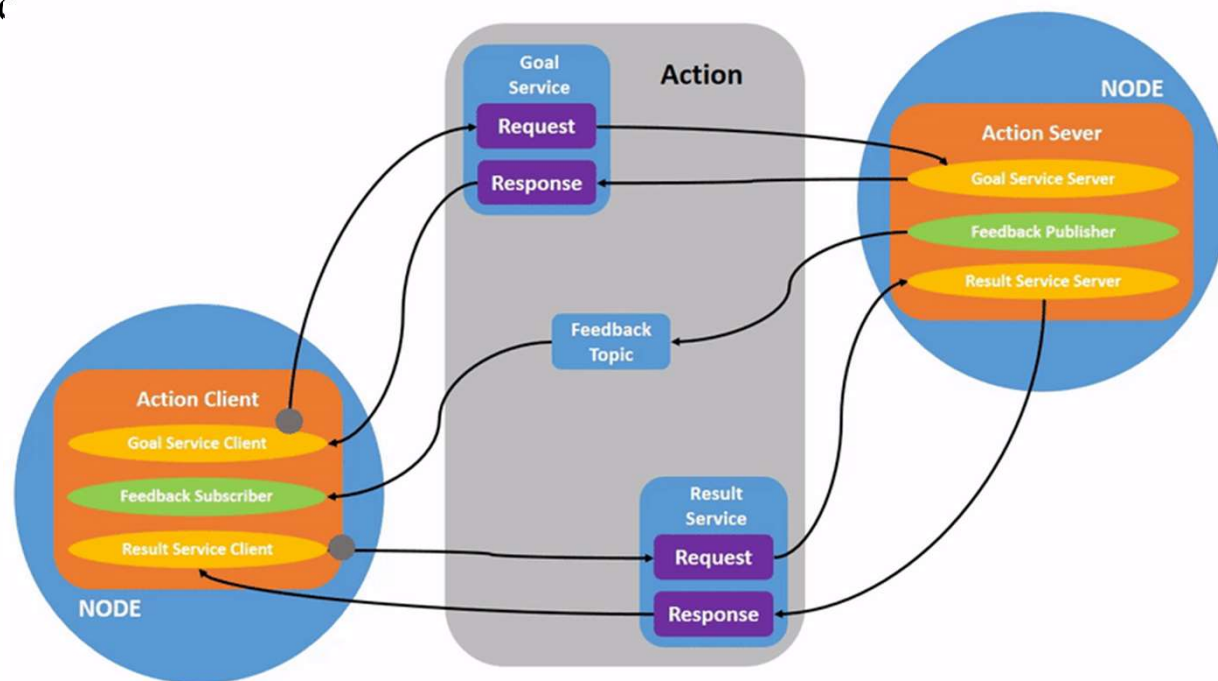 Goal
Service
Request
Response
Action
NODE
Action Sever
Goal Service Server
Feedback Publisher
Result Service Server
Feedback
Topic
Action Client
Goal Service Client
Feedback Subscriber
Result Service Client
NODE
Result
Service
Request
Response